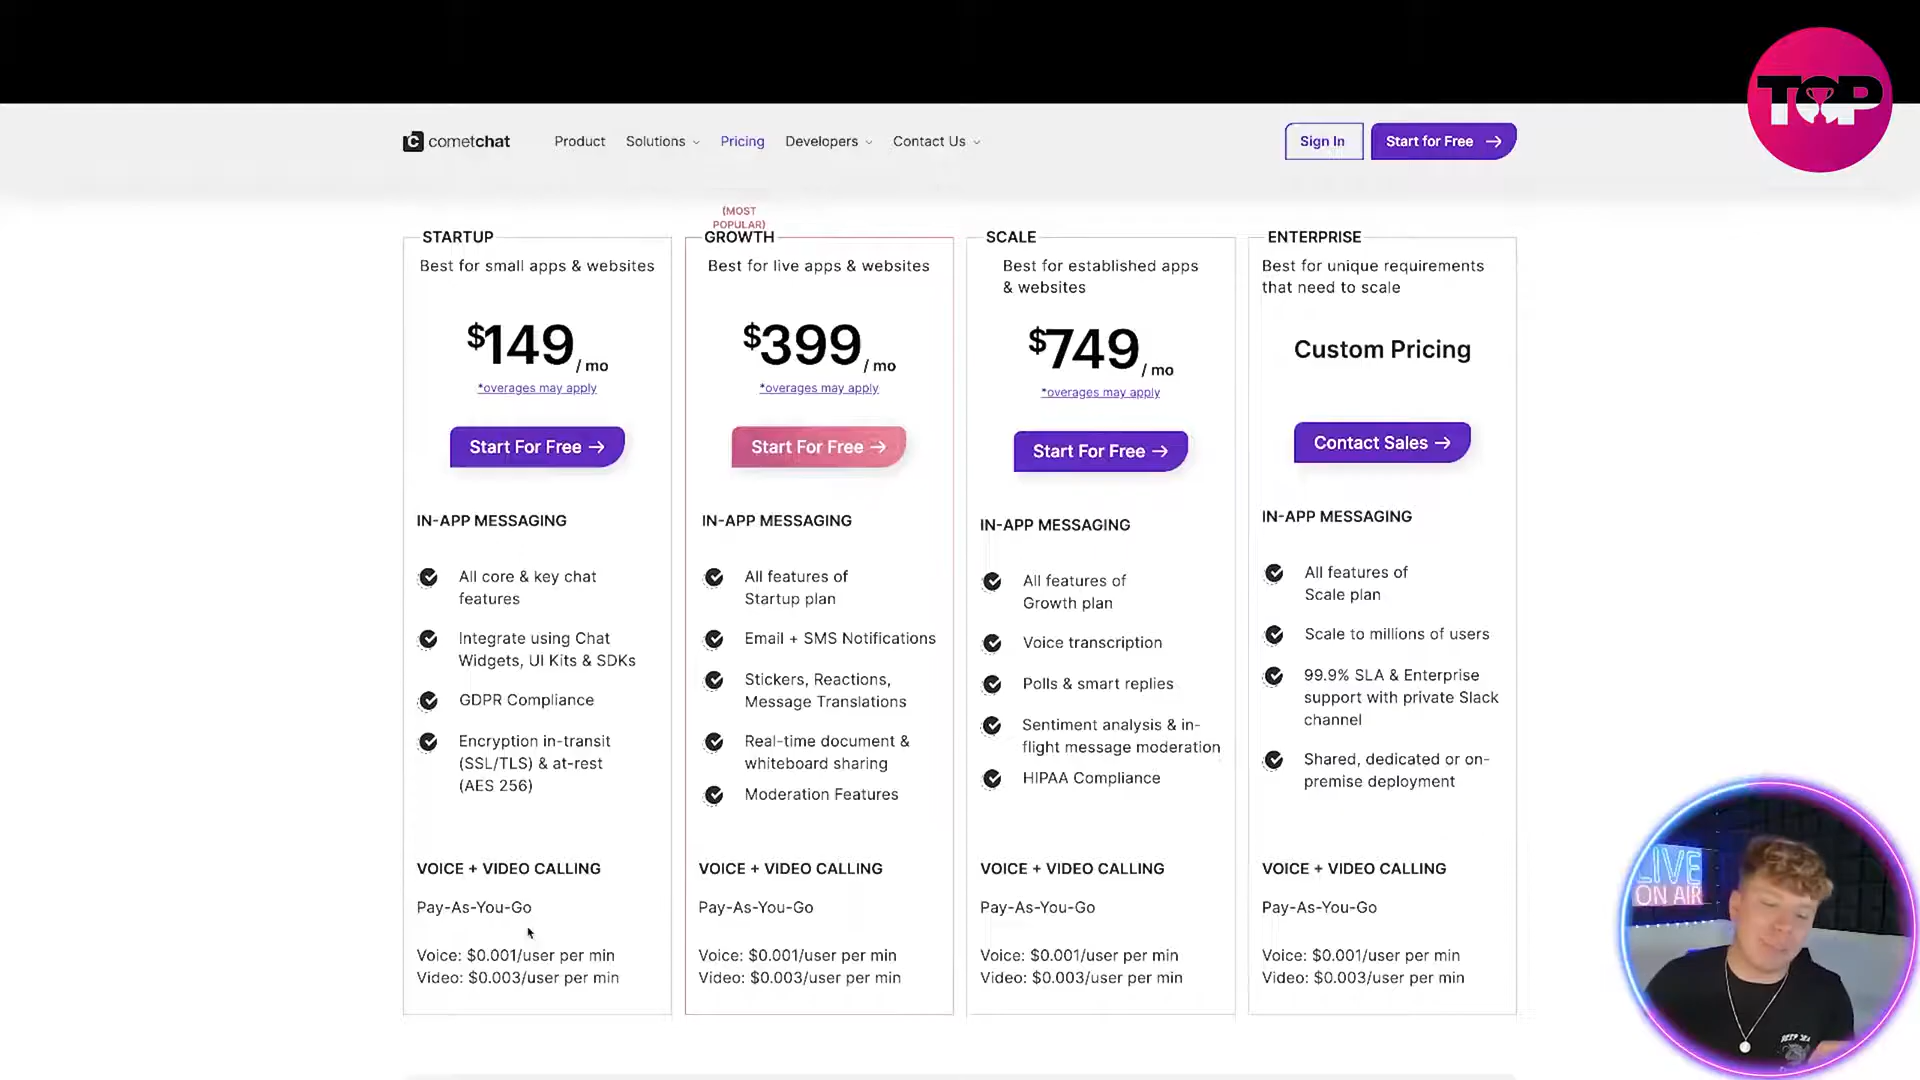 TOP
cometchat
Product
Solutions
Pricing
Developers
Contact Us
Sign In
Start for Free
STARTUP
Best for small apps & websites
$149 / mo
*overages may apply
Start For Free
IN-APP MESSAGING
All core & key chat
features
Integrate using Chat
Widgets, UI Kits & SDKs
GDPR Compliance
Encryption in-transit
(SSL/TLS) & at-rest
(AES 256)
VOICE + VIDEO CALLING
Pay-As-You-Go
Voice: $0.001/user per min
Video: $0.003/user per min
(MOST
POPULAR)
GROWTH
Best for live apps & websites
$399 / mo
*overages may apply
Start For Free
IN-APP MESSAGING
All features of
Startup plan
Email + SMS Notifications
Stickers, Reactions,
Message Translations
Real-time document &
whiteboard sharing
Moderation Features
VOICE + VIDEO CALLING
Pay-As-You-Go
Voice: $0.001/user per min
Video: $0.003/user per min
SCALE
Best for established apps
& websites
$749 / mo
*overages may apply
Start For Free
IN-APP MESSAGING
All features of
Growth plan
Voice transcription
Polls & smart replies
Sentiment analysis & in-
flight message moderation
HIPAA Compliance
VOICE + VIDEO CALLING
Pay-As-You-Go
Voice: $0.001/user per min
Video: $0.003/user per min
ENTERPRISE
Best for unique requirements
that need to scale
Custom Pricing
Contact Sales
IN-APP MESSAGING
All features of
Scale plan
Scale to millions of users
99.9% SLA & Enterprise
support with private Slack
channel
Shared, dedicated or on-
premise deployment
VOICE + VIDEO CALLING
Pay-As-You-Go
Voice: $0.001/user per min
Video: $0.003/user per min
LIVE
ON AIR
DEEP SEA